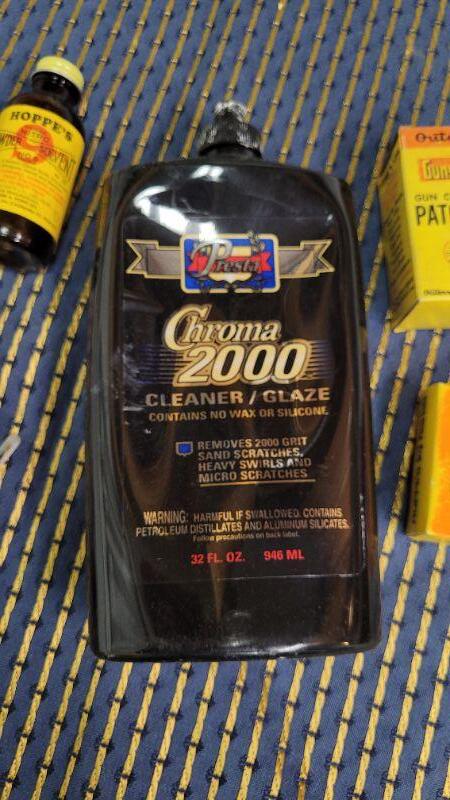 HOPPE'S
Presta
Chroma
2000
CLEANER / GLAZE
CONTAINS NO WAX OR SILICONE
REMOVES 2000 GRIT
SAND SCRATCHES,
HEAVY SWIRLS AND
MICRO SCRATCHES
WARNING: HARMFUL IF SWALLOWED. CONTAINS
PETROLEUM DISTILLATES AND ALUMINUM SILICATES.
Follow precautions on back label.
32 FL. OZ. 946 ML
GUN C
PAT